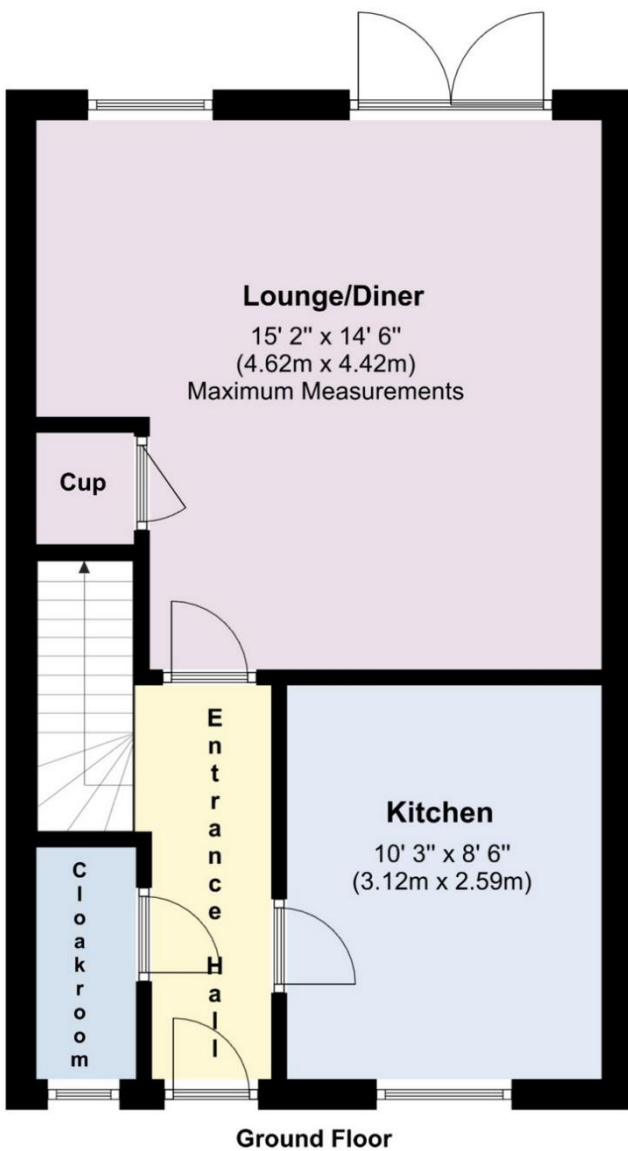 Lounge/Diner
15' 2" x 14' 6"
(4.62m x 4.42m)
Maximum Measurements
Cup
Entrance Hall
Kitchen
10' 3" x 8' 6"
(3.12m x 2.59m)
Cloakroom
Ground Floor